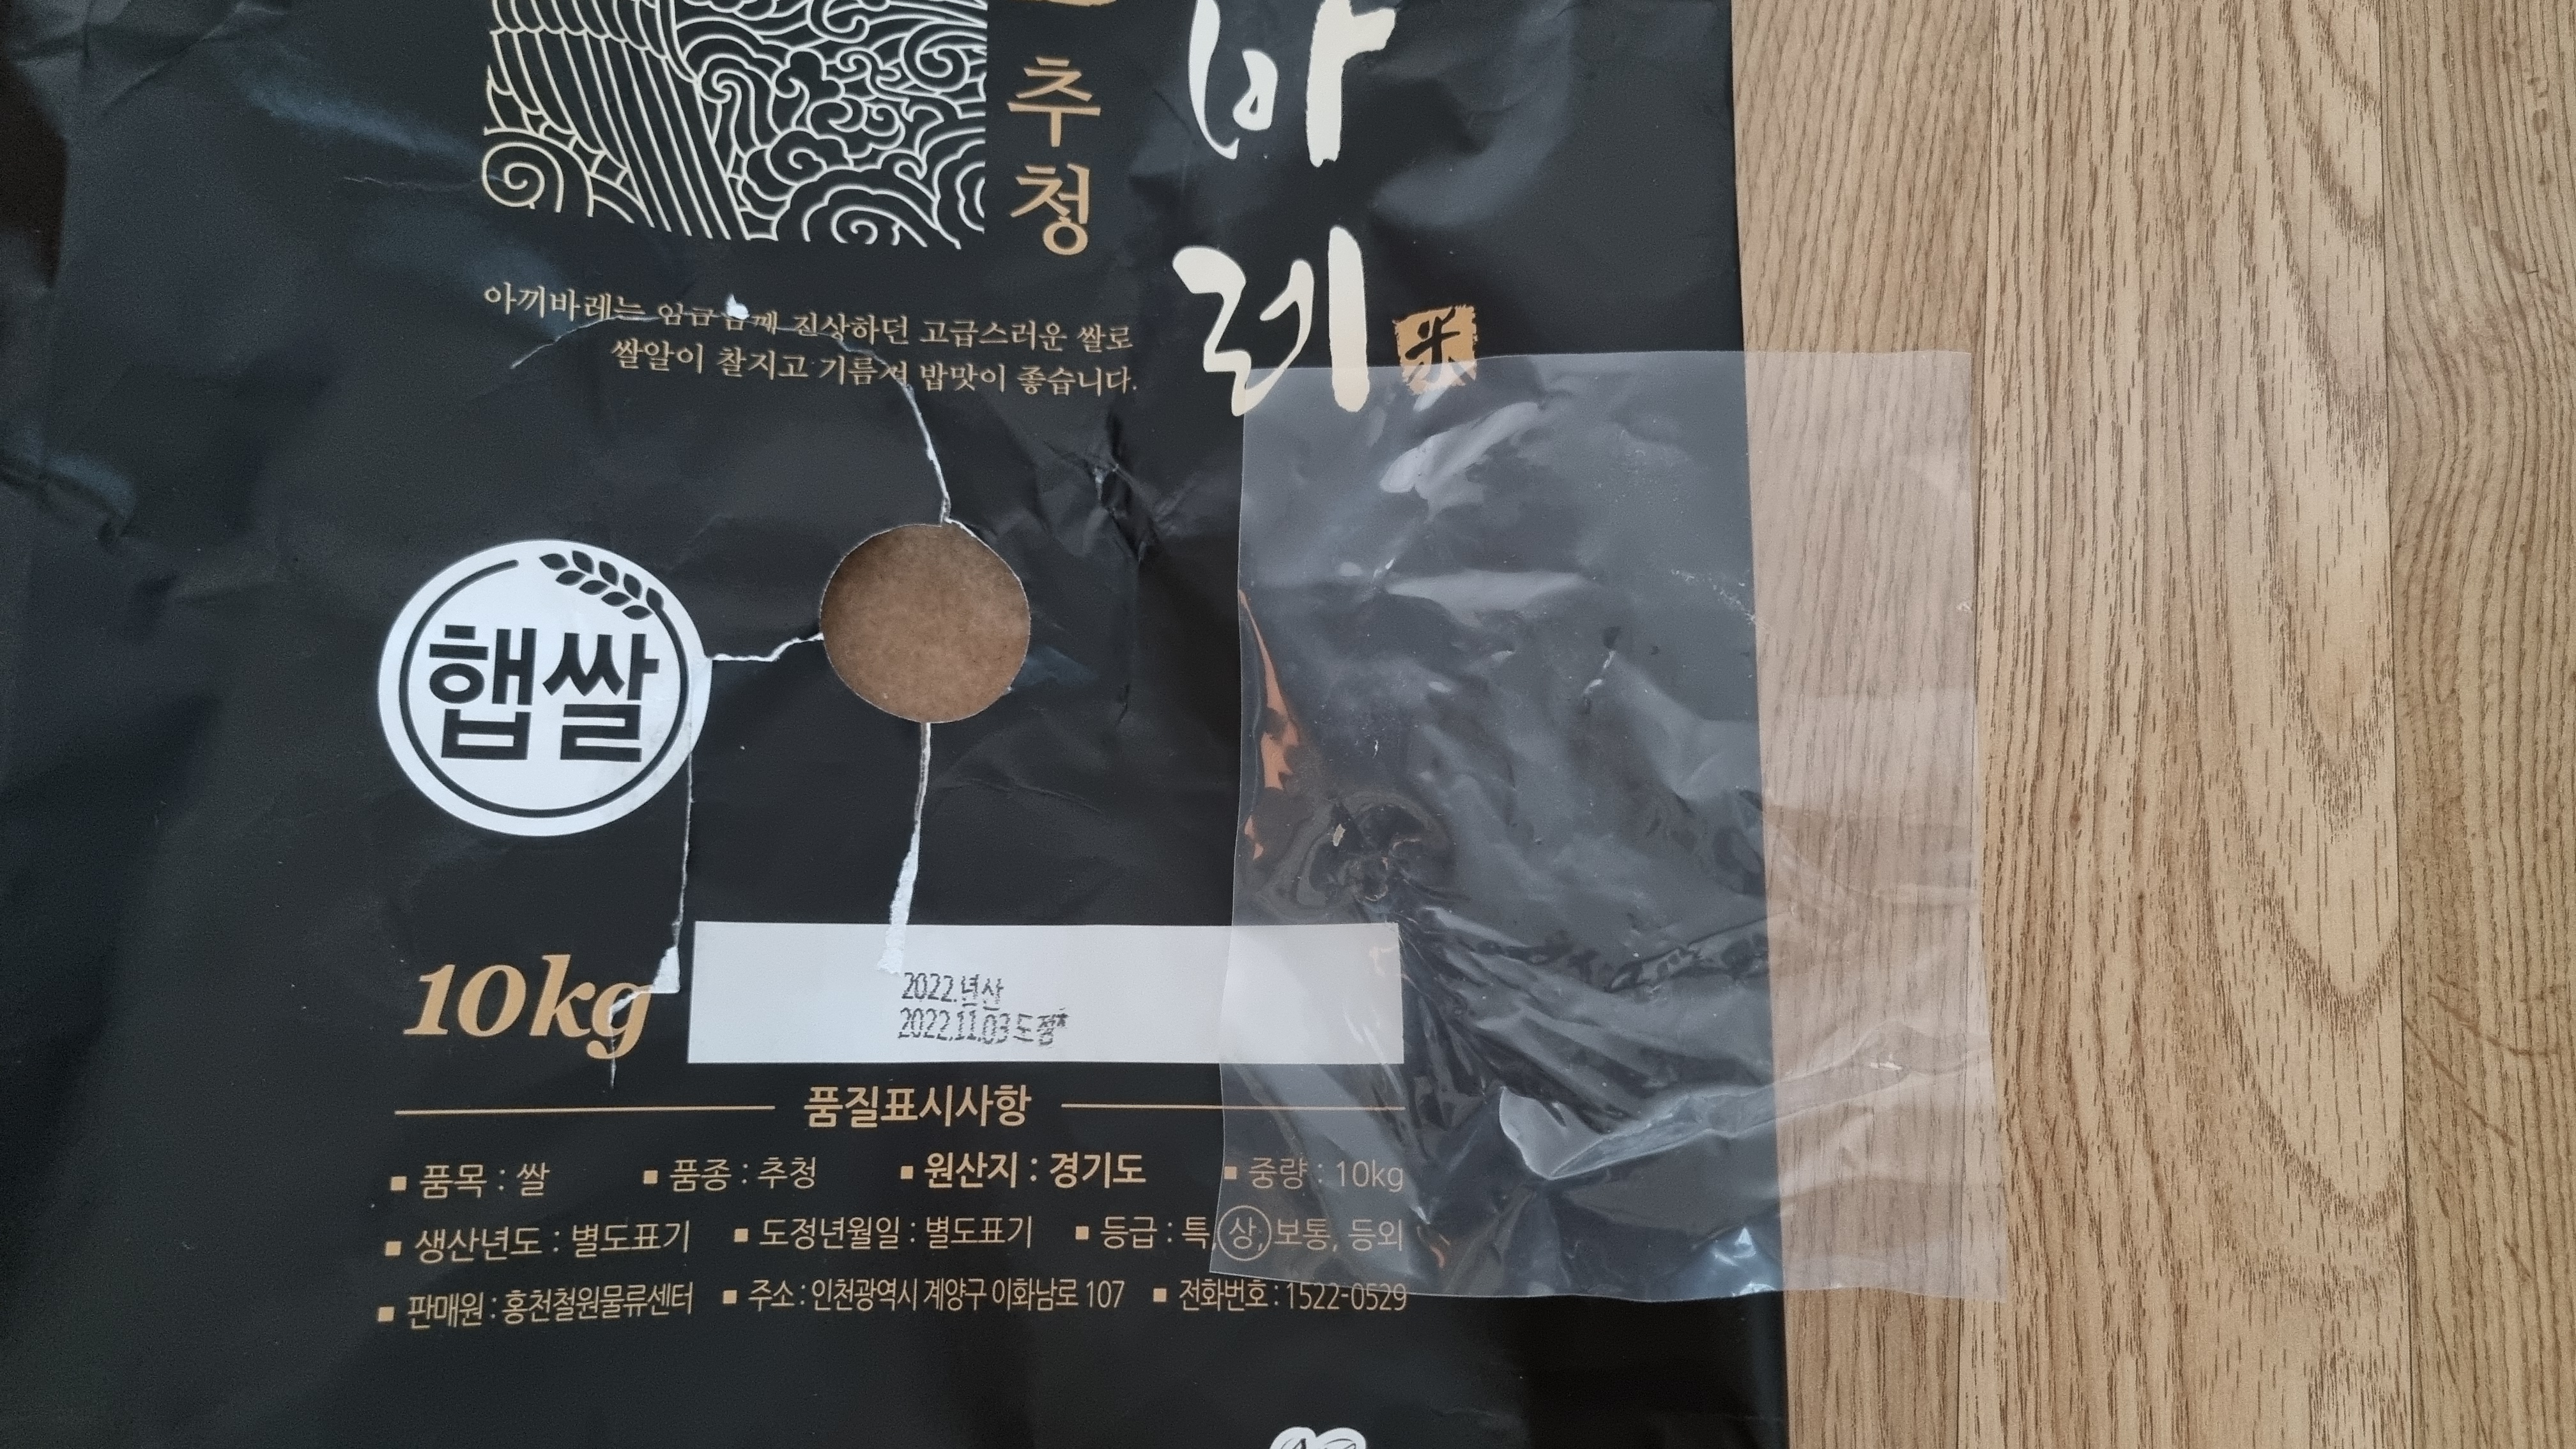 추청
바레
米
아끼바레는 임금님께 진상하던 고급스러운 쌀로
쌀알이 찰지고 기름져 밥맛이 좋습니다.
햅쌀
10kg
2022.년산
2022.11.03 도정
품질표시사항
▪ 품목 : 쌀 ▪ 품종 : 추청 ▪ 원산지 : 경기도 ▪ 중량 : 10kg
▪ 생산년도 : 별도표기 ▪ 도정년월일 : 별도표기 ▪ 등급 : 특, 상, 보통, 등외
▪ 판매원 : 홍천철원물류센터 ▪ 주소 : 인천광역시 계양구 이화남로 107 ▪ 전화번호 : 1522-0529